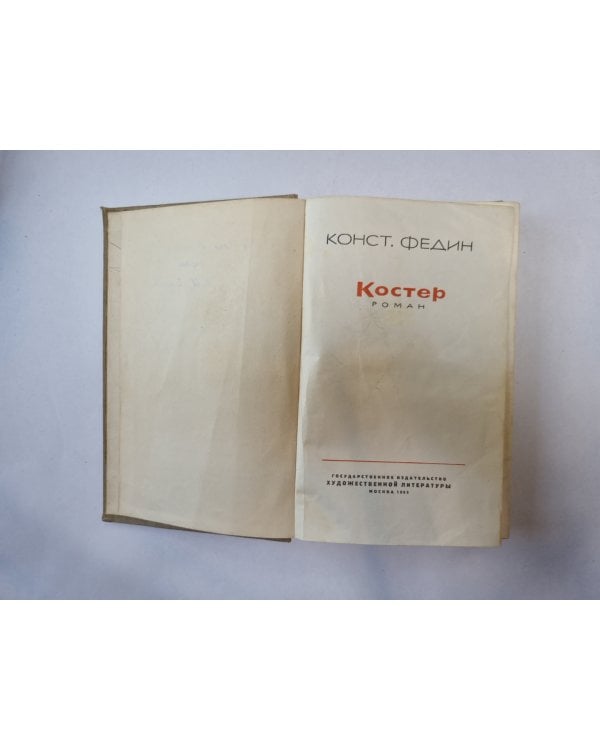 КОНСТ. ФЕДИН
Костер
РОМАН
ГОСУДАРСТВЕННОЕ ИЗДАТЕЛЬСТВО
ХУДОЖЕСТВЕННОЙ ЛИТЕРАТУРЫ
МОСКВА